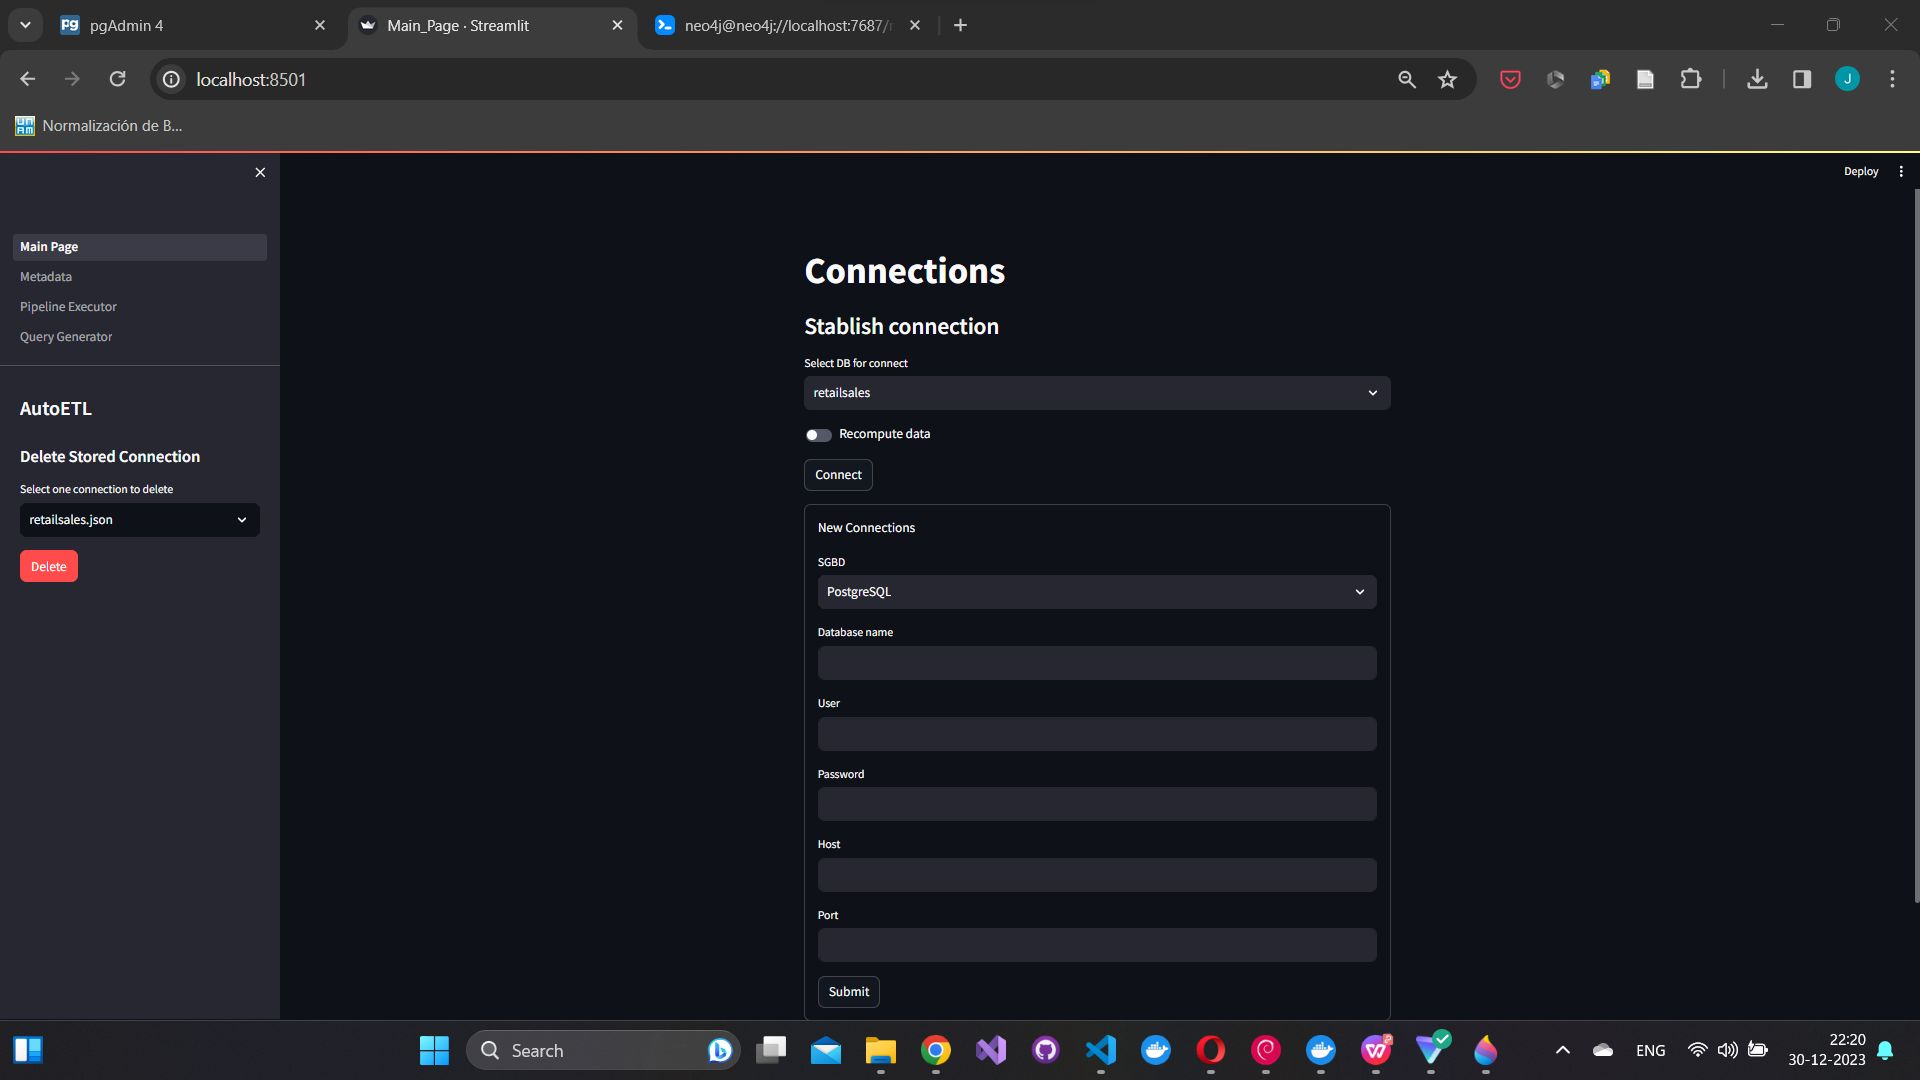 pgAdmin 4
Main_Page · Streamlit
neo4j@neo4j://localhost:7687/
localhost:8501
J
Normalización de B...
Deploy
Main Page
Metadata
Pipeline Executor
Query Generator
AutoETL
Delete Stored Connection
Select one connection to delete
retailsales.json
Delete
Connections
Stablish connection
Select DB for connect
retailsales
Recompute data
Connect
New Connections
SGBD
PostgreSQL
Database name
User
Password
Host
Port
Submit
Search
ENG
22:20
30-12-2023